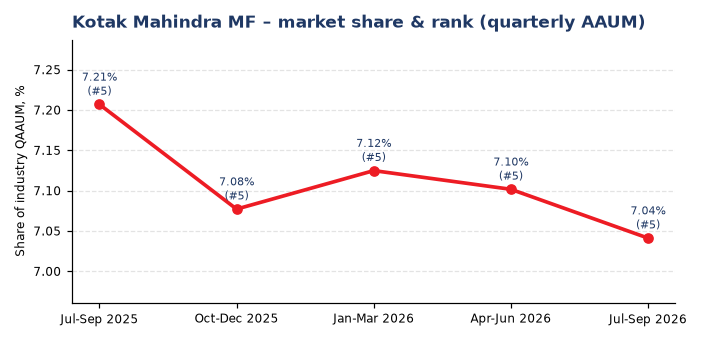 Kotak Mahindra MF – market share & rank (quarterly AAUM)
Share of industry QAAUM, %
7.25
7.20
7.15
7.10
7.05
7.00
7.21%
(#5)
7.08%
(#5)
7.12%
(#5)
7.10%
(#5)
7.04%
(#5)
Jul-Sep 2025
Oct-Dec 2025
Jan-Mar 2026
Apr-Jun 2026
Jul-Sep 2026